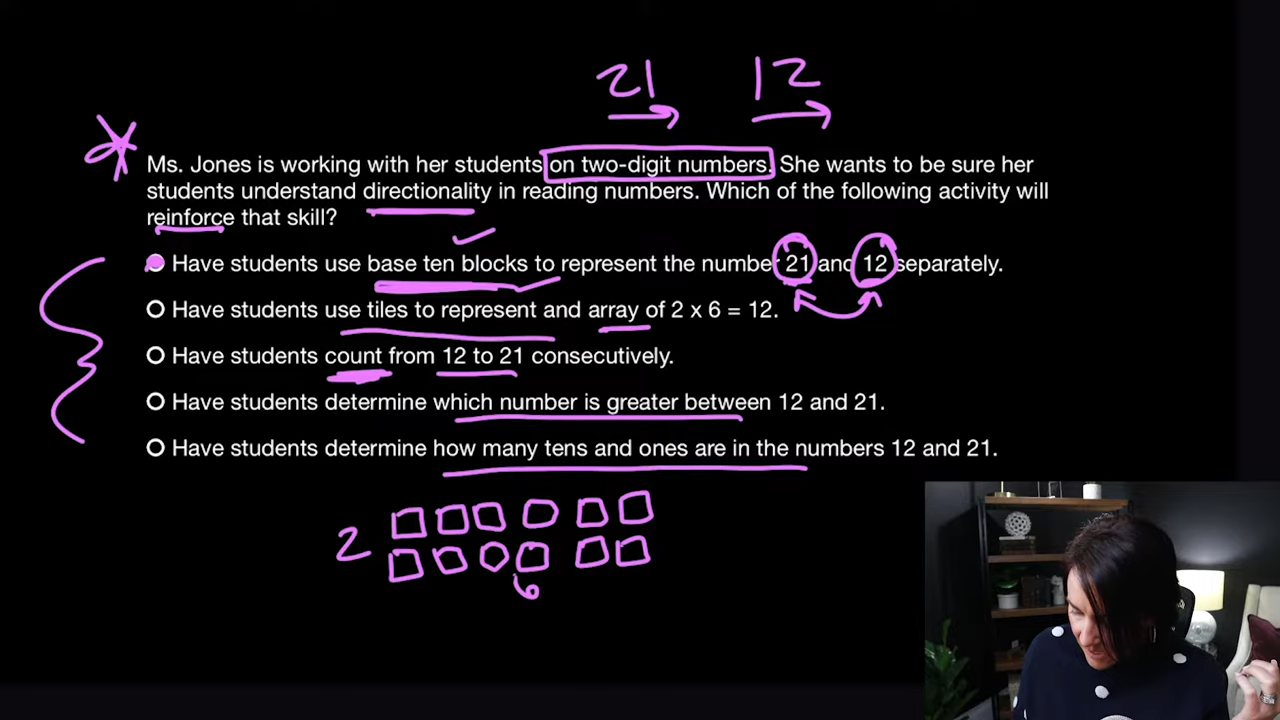 21 12
Ms. Jones is working with her students on two-digit numbers. She wants to be sure her
students understand directionality in reading numbers. Which of the following activity will
reinforce that skill?
Have students use base ten blocks to represent the number 21 and 12 separately.
Have students use tiles to represent and array of 2 x 6 = 12.
Have students count from 12 to 21 consecutively.
Have students determine which number is greater between 12 and 21.
Have students determine how many tens and ones are in the numbers 12 and 21.
2
6